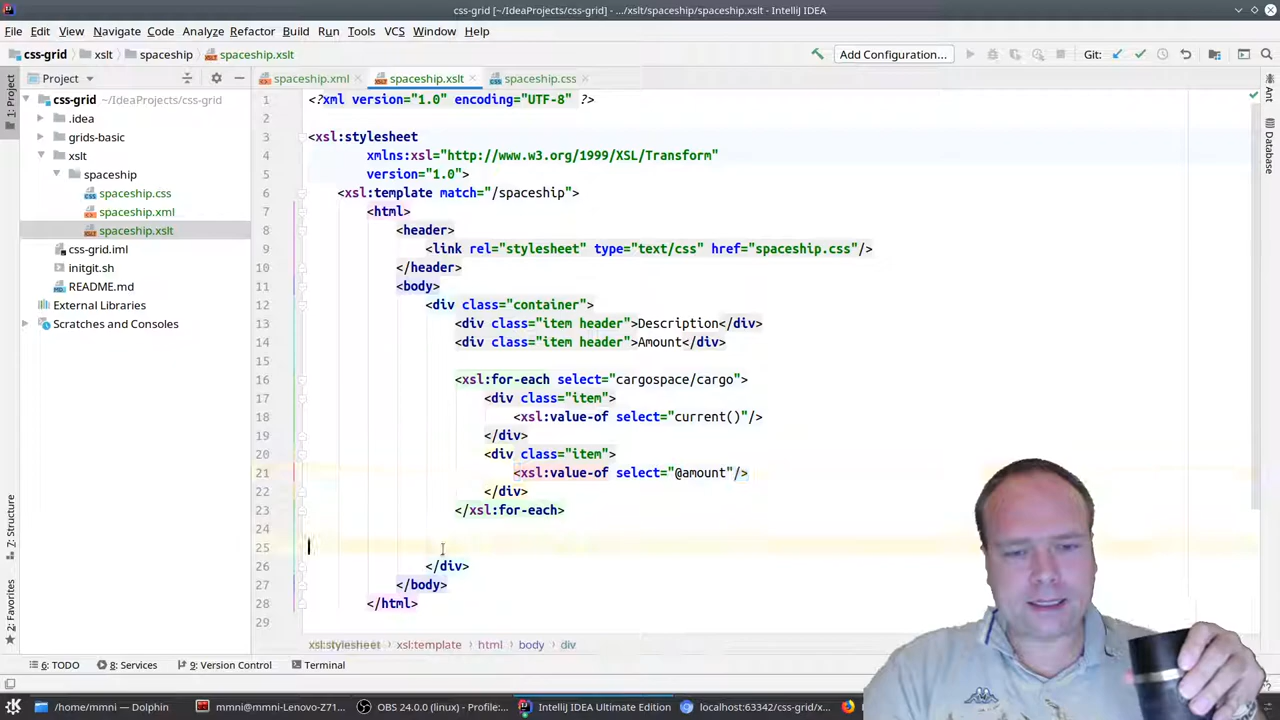 css-grid [~/IdeaProjects/css-grid] - .../xslt/spaceship/spaceship.xslt - IntelliJ IDEA
File Edit View Navigate Code Analyze Refactor Build Run Tools VCS Window Help
css-grid xslt spaceship spaceship.xslt Add Configuration... Git:
Project spaceship.xml spaceship.xslt spaceship.css
1: Project
Ant
Database
7: Structure
2: Favorites
css-grid ~/IdeaProjects/css-grid
.idea
grids-basic
xslt
spaceship
spaceship.css
spaceship.xml
spaceship.xslt
css-grid.iml
initgit.sh
README.md
External Libraries
Scratches and Consoles
1 <?xml version="1.0" encoding="UTF-8" ?>
2
3 <xsl:stylesheet
4 xmlns:xsl="http://www.w3.org/1999/XSL/Transform"
5 version="1.0">
6 <xsl:template match="/spaceship">
7 <html>
8 <header>
9 <link rel="stylesheet" type="text/css" href="spaceship.css"/>
10 </header>
11 <body>
12 <div class="container">
13 <div class="item header">Description</div>
14 <div class="item header">Amount</div>
15
16 <xsl:for-each select="cargospace/cargo">
17 <div class="item">
18 <xsl:value-of select="current()"/>
19 </div>
20 <div class="item">
21 <xsl:value-of select="@amount"/>
22 </div>
23 </xsl:for-each>
24
25
26 </div>
27 </body>
28 </html>
29
xsl:stylesheet xsl:template html body div
6: TODO 8: Services 9: Version Control Terminal
/home/mmni — Dolphin mmni@mmni-Lenovo-Z71... OBS 24.0.0 (linux) - Profile:... IntelliJ IDEA Ultimate Edition localhost:63342/css-grid/x...